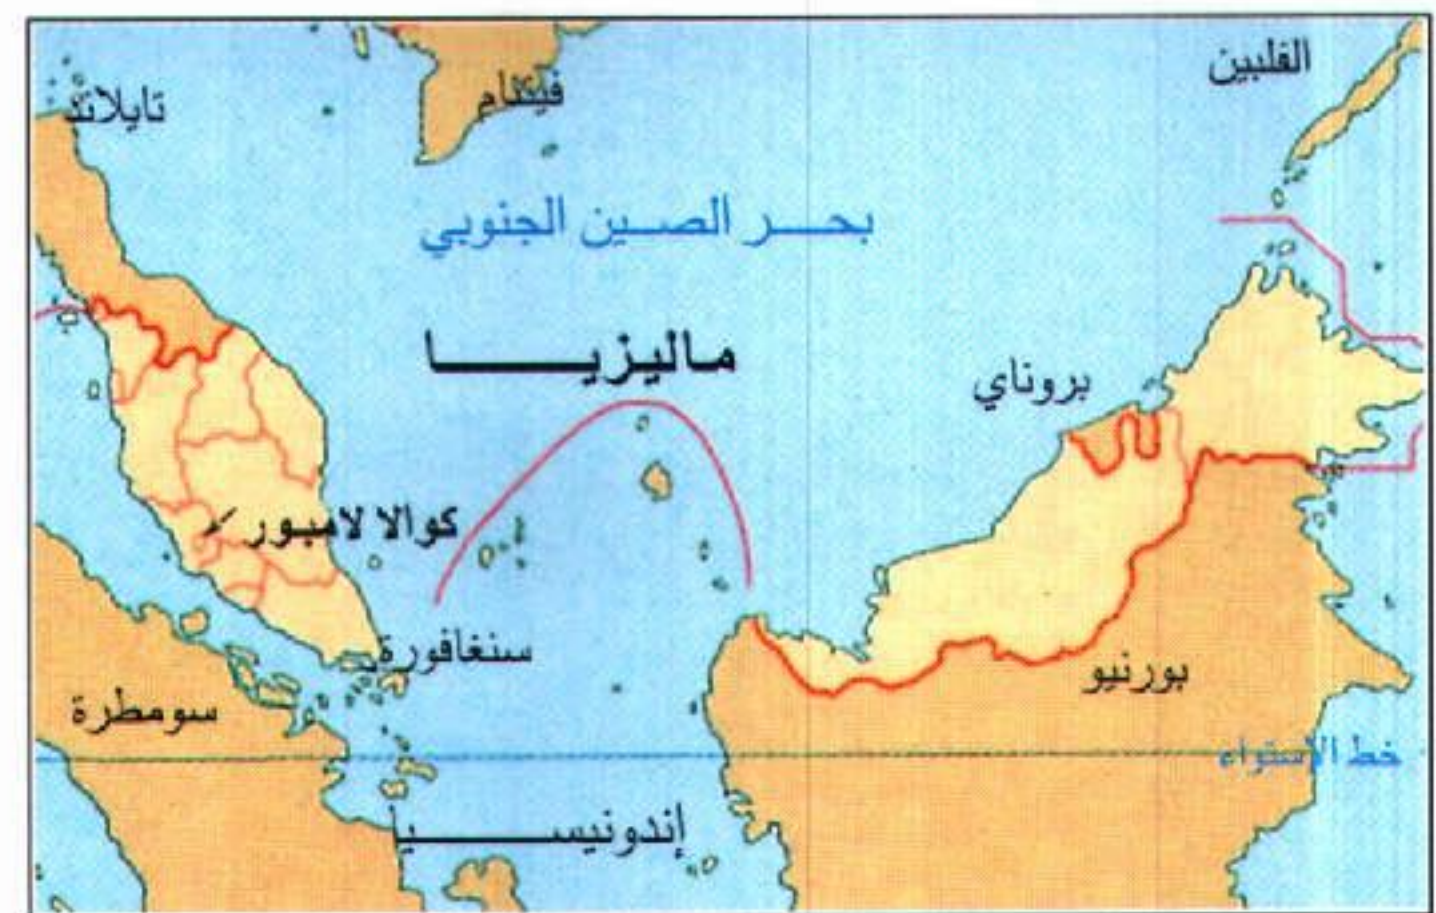 الفلبين
فيتنام
تايلاند
بحر الصين الجنوبي
ماليزيا
بروناي
كوالا لامبور
سنغافورة
بورنيو
سومطرة
خط الاستواء
إندونيسيا